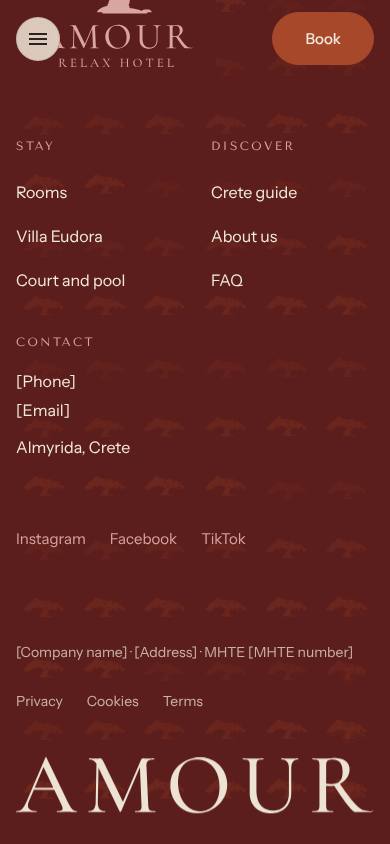 AMOUR
RELAX HOTEL
Book
STAY
DISCOVER
Rooms
Crete guide
Villa Eudora
About us
Court and pool
FAQ
CONTACT
[Phone]
[Email]
Almyrida, Crete
Instagram Facebook TikTok
[Company name] · [Address] · MHTE [MHTE number]
Privacy Cookies Terms
AMOUR